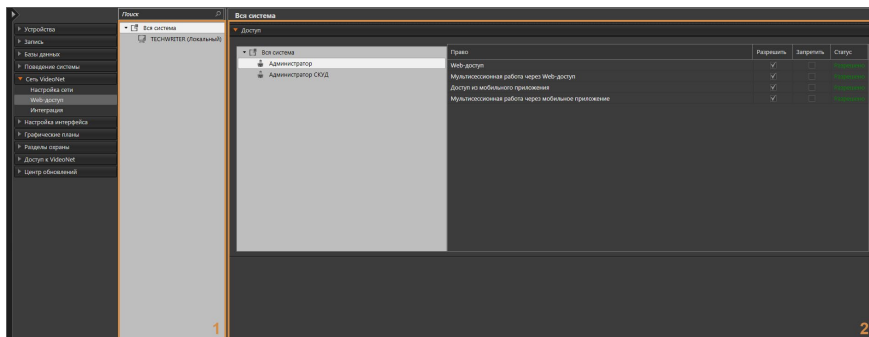 Устройства
Запись
Базы данных
Поведение системы
Сеть VideoNet
Настройка сети
Web-доступ
Интеграция
Настройка интерфейса
Графические планы
Разделы охраны
Доступ к VideoNet
Центр обновлений
Поиск
Вся система
TECHWRITER (Локальный)
1
Вся система
Доступ
Вся система
Администратор
Администратор СКУД
Право Разрешить Запретить Статус
Web-доступ
Мультисессионная работа через Web-доступ
Доступ из мобильного приложения
Мультисессионная работа через мобильное приложение
2